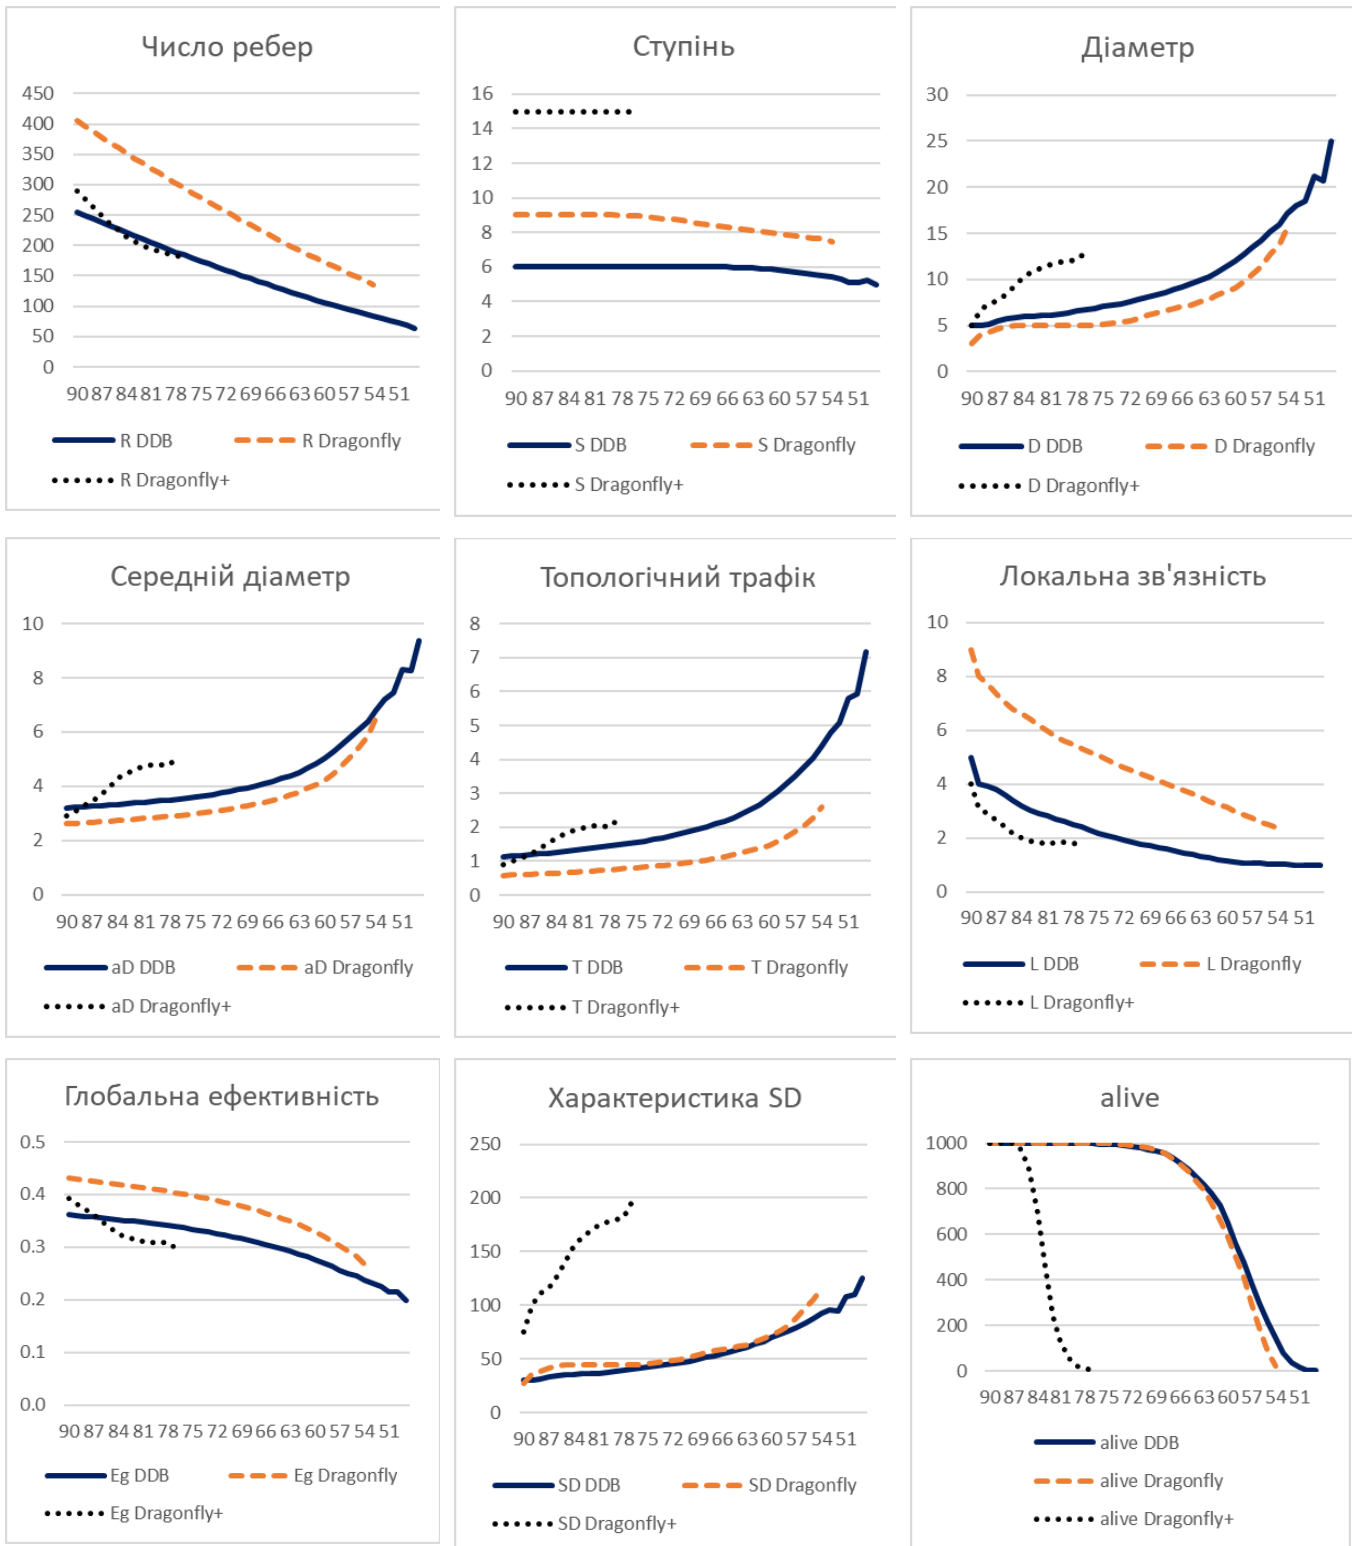 Число ребер
450
400
350
300
250
200
150
100
50
0
90 87 84 81 78 75 72 69 66 63 60 57 54 51
R DDB R Dragonfly
R Dragonfly+
Ступінь
16
14
12
10
8
6
4
2
0
90 87 84 81 78 75 72 69 66 63 60 57 54 51
S DDB S Dragonfly
S Dragonfly+
Діаметр
30
25
20
15
10
5
0
90 87 84 81 78 75 72 69 66 63 60 57 54 51
D DDB D Dragonfly
D Dragonfly+
Середній діаметр
10
8
6
4
2
0
90 87 84 81 78 75 72 69 66 63 60 57 54 51
aD DDB aD Dragonfly
aD Dragonfly+
Топологічний трафік
8
7
6
5
4
3
2
1
0
90 87 84 81 78 75 72 69 66 63 60 57 54 51
T DDB T Dragonfly
T Dragonfly+
Локальна зв'язність
10
8
6
4
2
0
90 87 84 81 78 75 72 69 66 63 60 57 54 51
L DDB L Dragonfly
L Dragonfly+
Глобальна ефективність
0.5
0.4
0.3
0.2
0.1
0.0
90 87 84 81 78 75 72 69 66 63 60 57 54 51
Eg DDB Eg Dragonfly
Eg Dragonfly+
Характеристика SD
250
200
150
100
50
0
90 87 84 81 78 75 72 69 66 63 60 57 54 51
SD DDB SD Dragonfly
SD Dragonfly+
alive
1000
800
600
400
200
0
90 87 84 81 78 75 72 69 66 63 60 57 54 51
alive DDB
alive Dragonfly
alive Dragonfly+